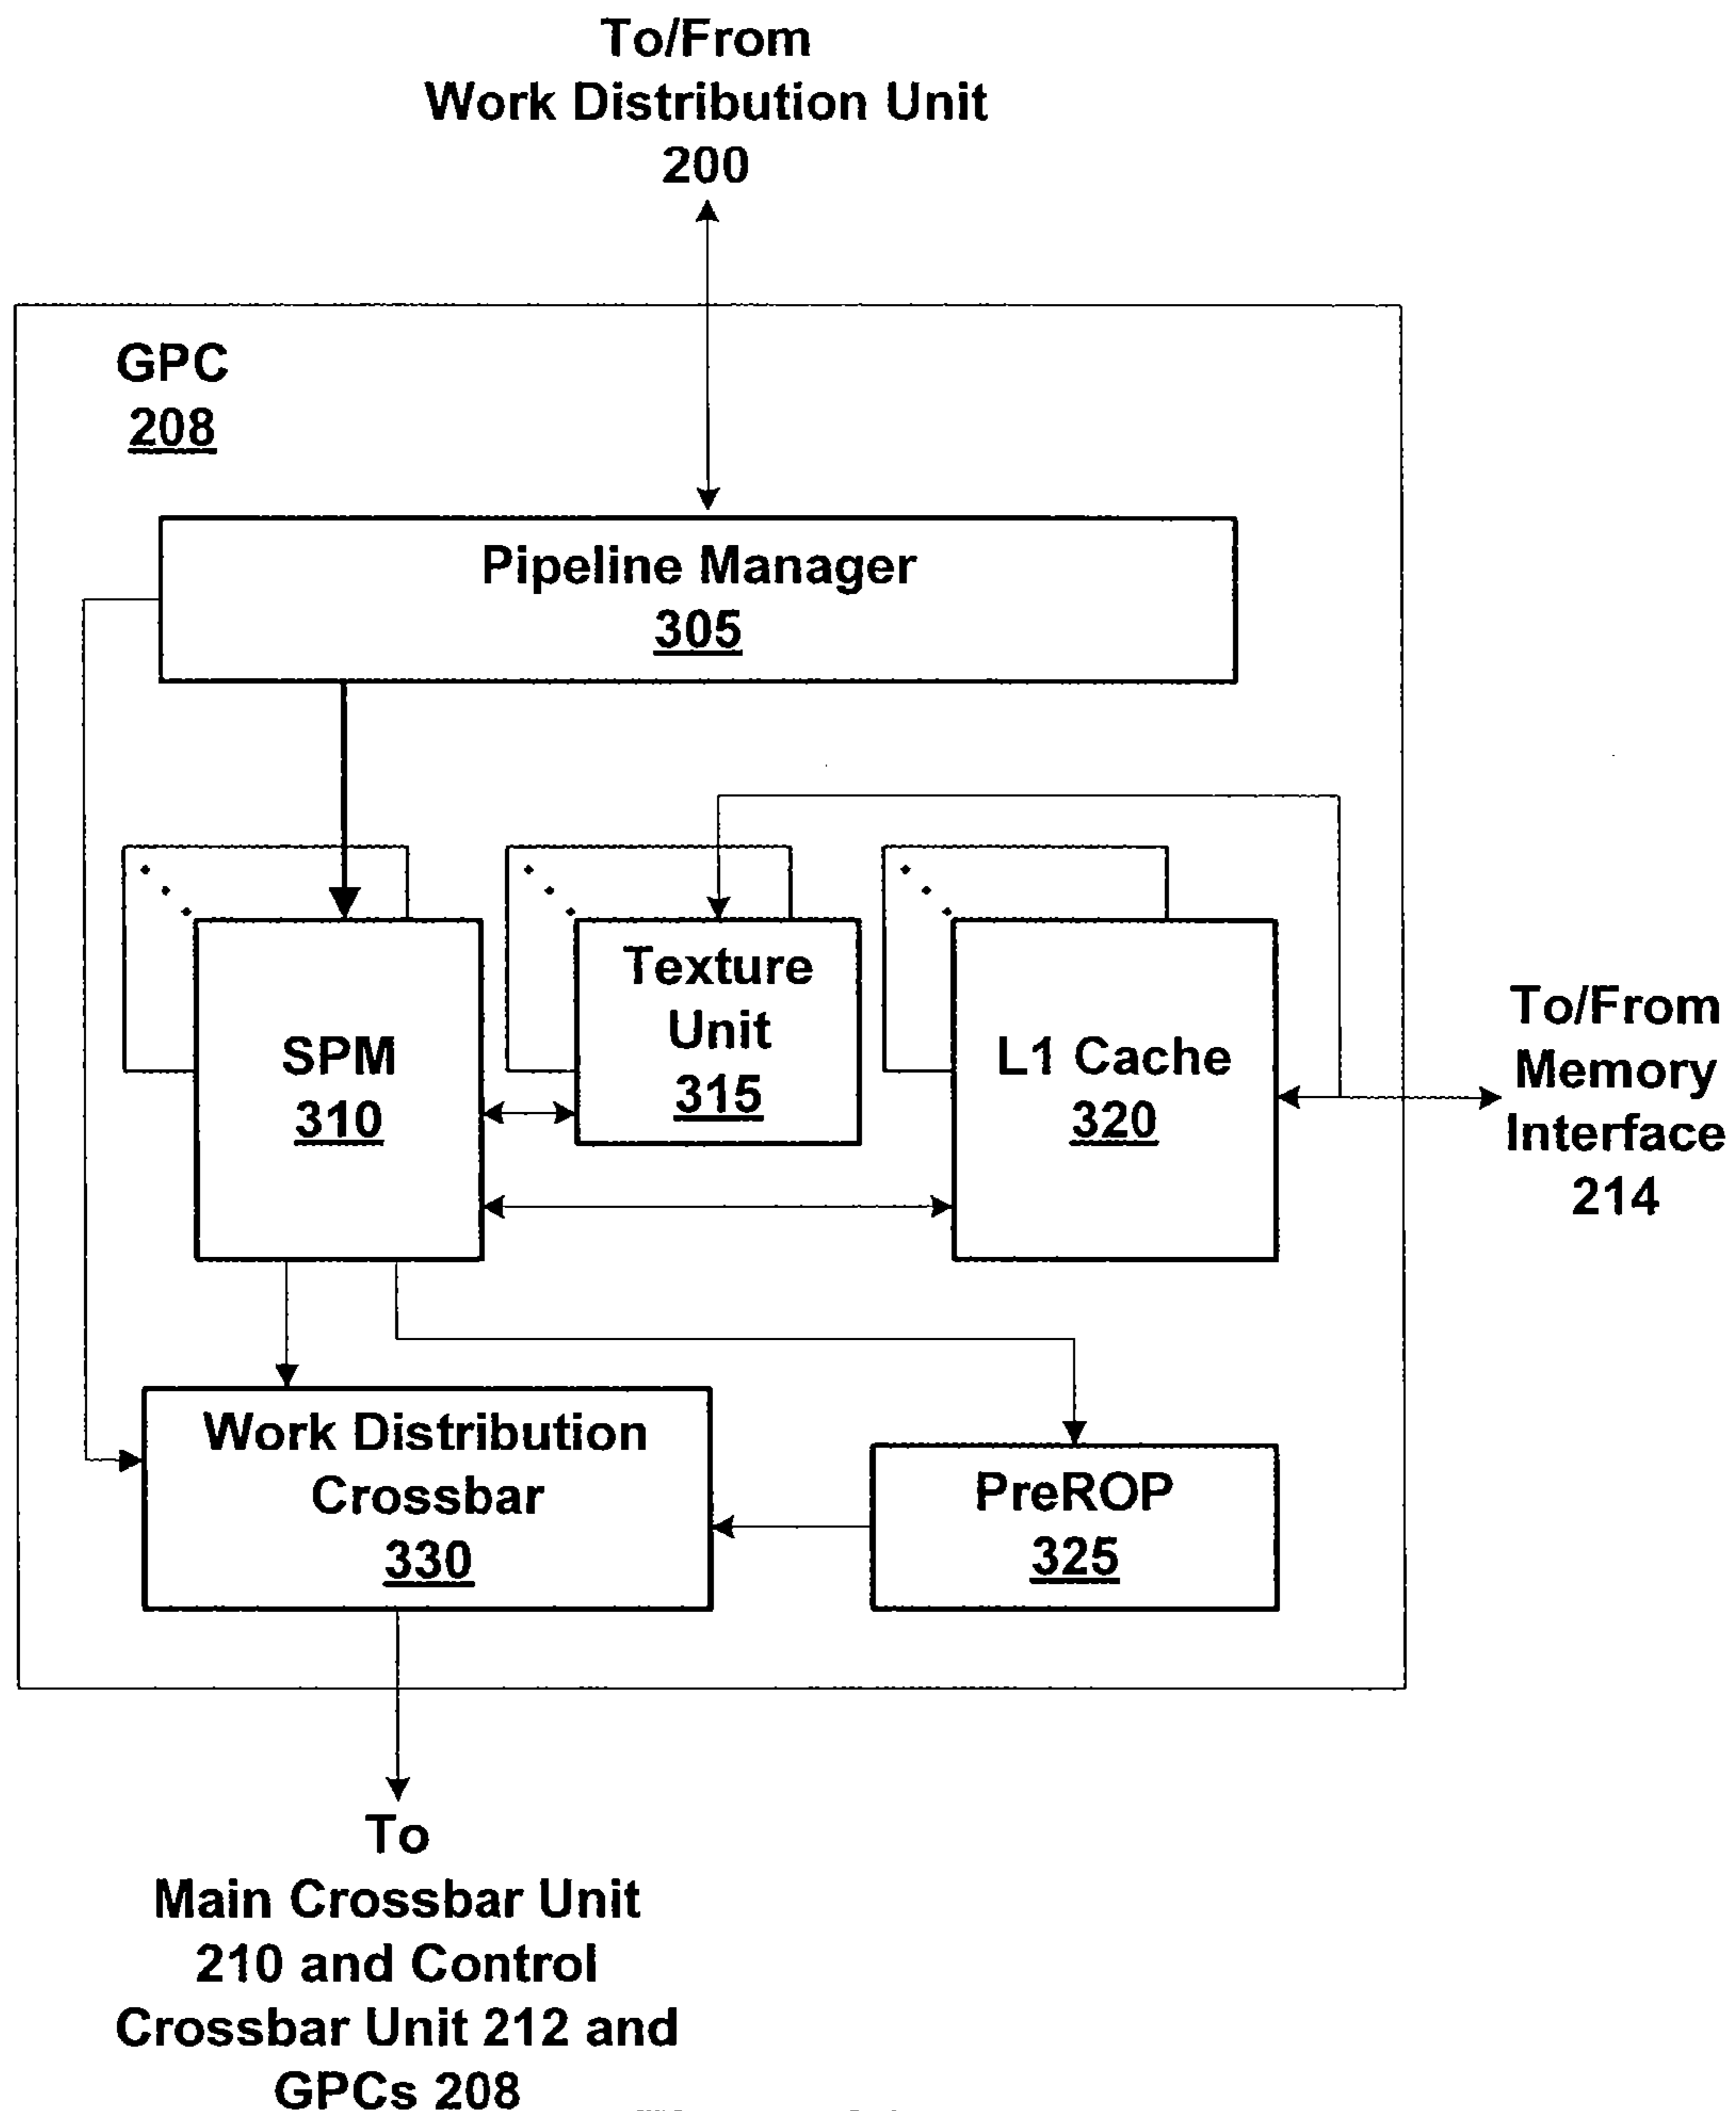 To/From
Work Distribution Unit
200
GPC
208
Pipeline Manager
305
SPM
310
Texture
Unit
315
L1 Cache
320
To/From
Memory
Interface
214
Work Distribution
Crossbar
330
PreROP
325
To
Main Crossbar Unit
210 and Control
Crossbar Unit 212 and
GPCs 208